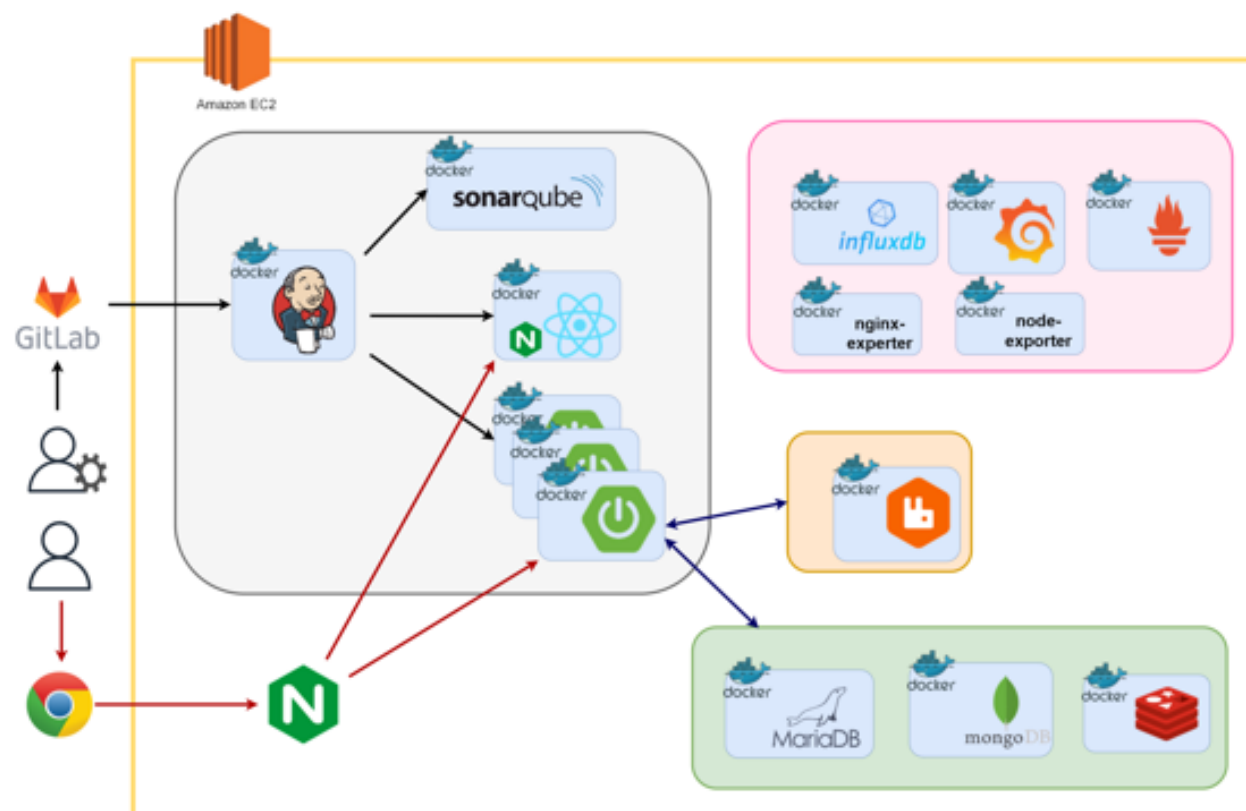 Amazon EC2
docker
sonarqube
docker
docker
docker
influxdb
docker
docker
GitLab
docker
docker
nginx-
experter
docker
node-
exporter
docker
docker
docker
docker
N
docker
MariaDB
docker
mongoDB
docker